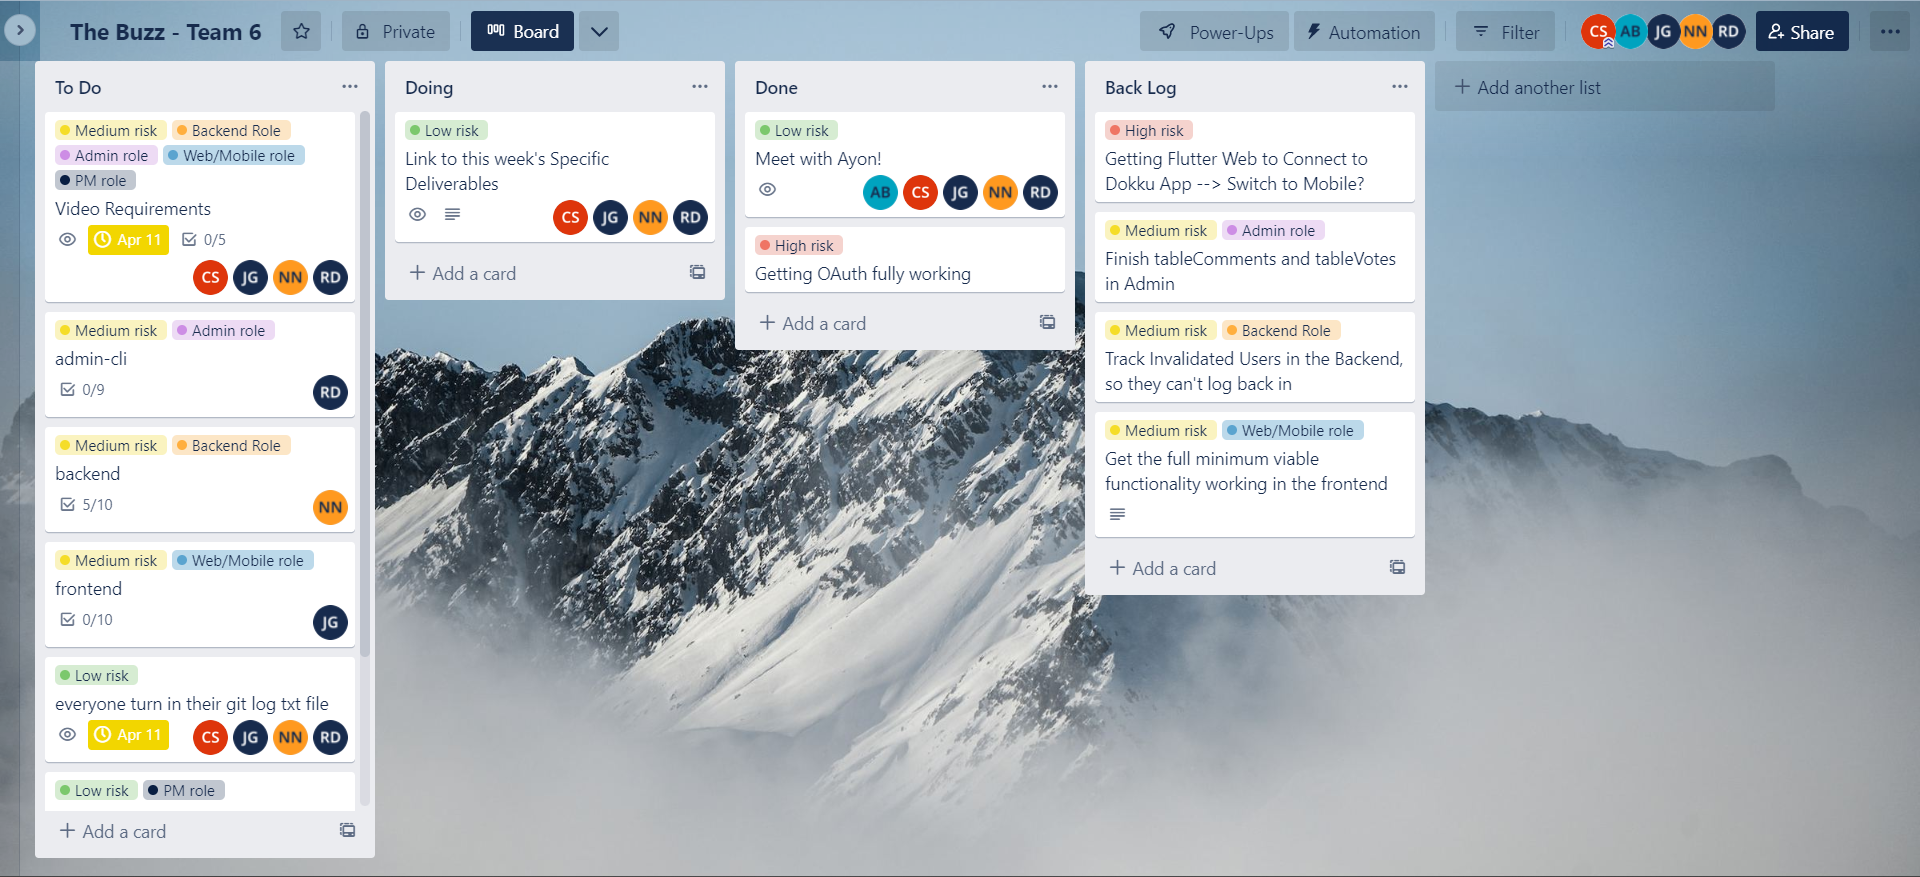 The Buzz - Team 6
Private
Board
Power-Ups
Automation
Filter
CS AB JG NN RD
Share
To Do
Medium risk Backend Role
Admin role Web/Mobile role
PM role
Video Requirements
Apr 11 0/5
CS JG NN RD
Medium risk Admin role
admin-cli
0/9 RD
Medium risk Backend Role
backend
5/10 NN
Medium risk Web/Mobile role
frontend
0/10 JG
Low risk
everyone turn in their git log txt file
Apr 11 CS JG NN RD
Low risk PM role
+ Add a card
Doing
Low risk
Link to this week's Specific
Deliverables
CS JG NN RD
+ Add a card
Done
Low risk
Meet with Ayon!
AB CS JG NN RD
High risk
Getting OAuth fully working
+ Add a card
Back Log
High risk
Getting Flutter Web to Connect to
Dokku App --> Switch to Mobile?
Medium risk Admin role
Finish tableComments and tableVotes
in Admin
Medium risk Backend Role
Track Invalidated Users in the Backend,
so they can't log back in
Medium risk Web/Mobile role
Get the full minimum viable
functionality working in the frontend
+ Add a card
+ Add another list